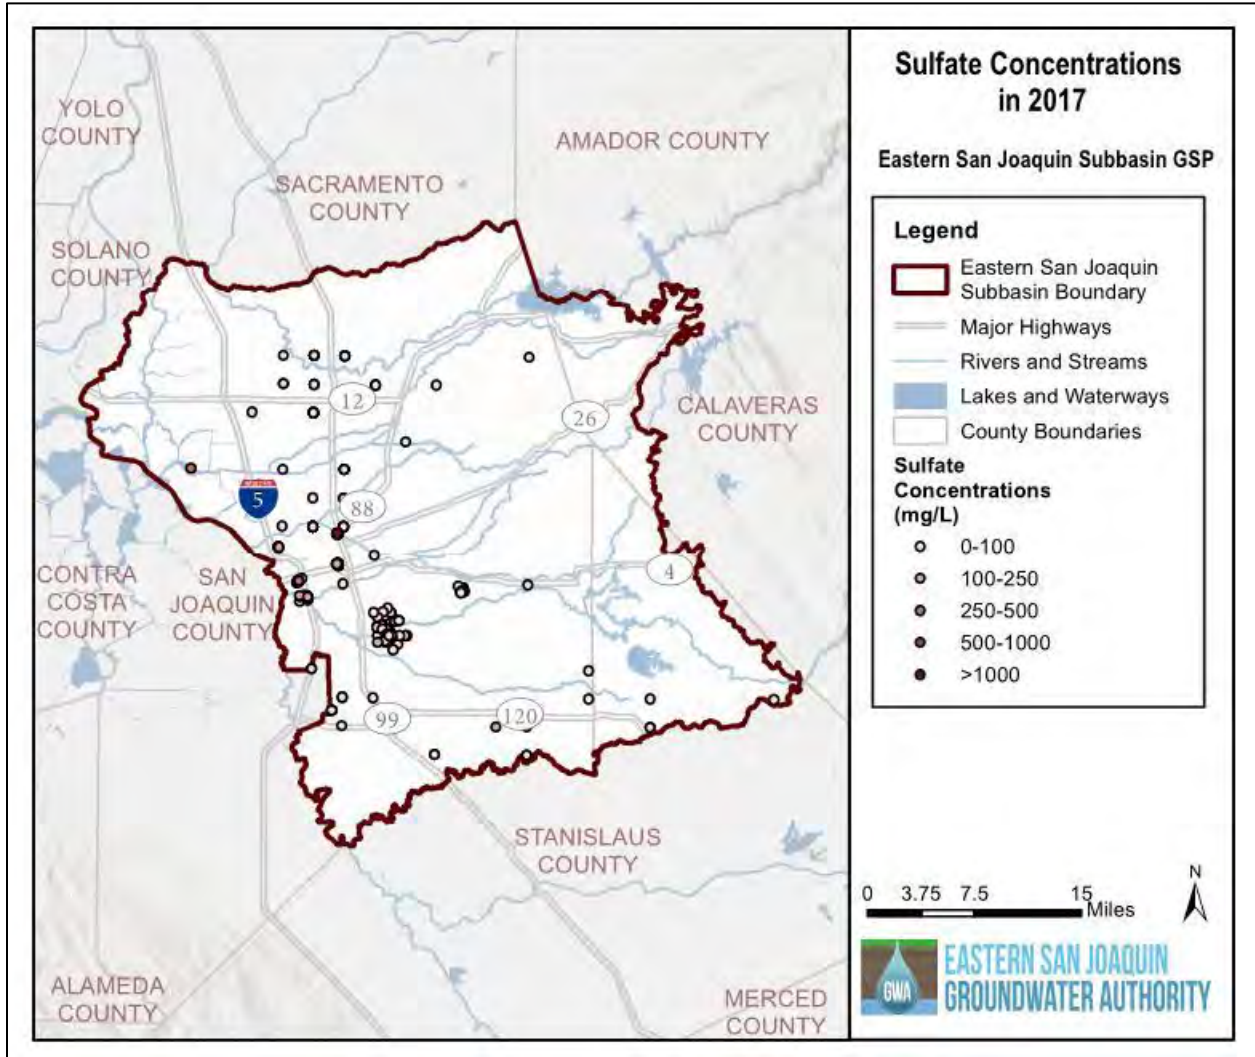 Sulfate Concentrations
in 2017
Eastern San Joaquin Subbasin GSP
Legend
Eastern San Joaquin
Subbasin Boundary
Major Highways
Rivers and Streams
Lakes and Waterways
County Boundaries
Sulfate
Concentrations
(mg/L)
0-100
100-250
250-500
500-1000
>1000
YOLO
COUNTY
AMADOR COUNTY
SACRAMENTO
COUNTY
SOLANO
COUNTY
12
26
CALAVERAS
COUNTY
5
88
4
CONTRA
COSTA
COUNTY
SAN
JOAQUIN
COUNTY
99
120
STANISLAUS
COUNTY
ALAMEDA
COUNTY
MERCED
COUNTY
N
0 3.75 7.5 15
Miles
GWA
EASTERN SAN JOAQUIN
GROUNDWATER AUTHORITY